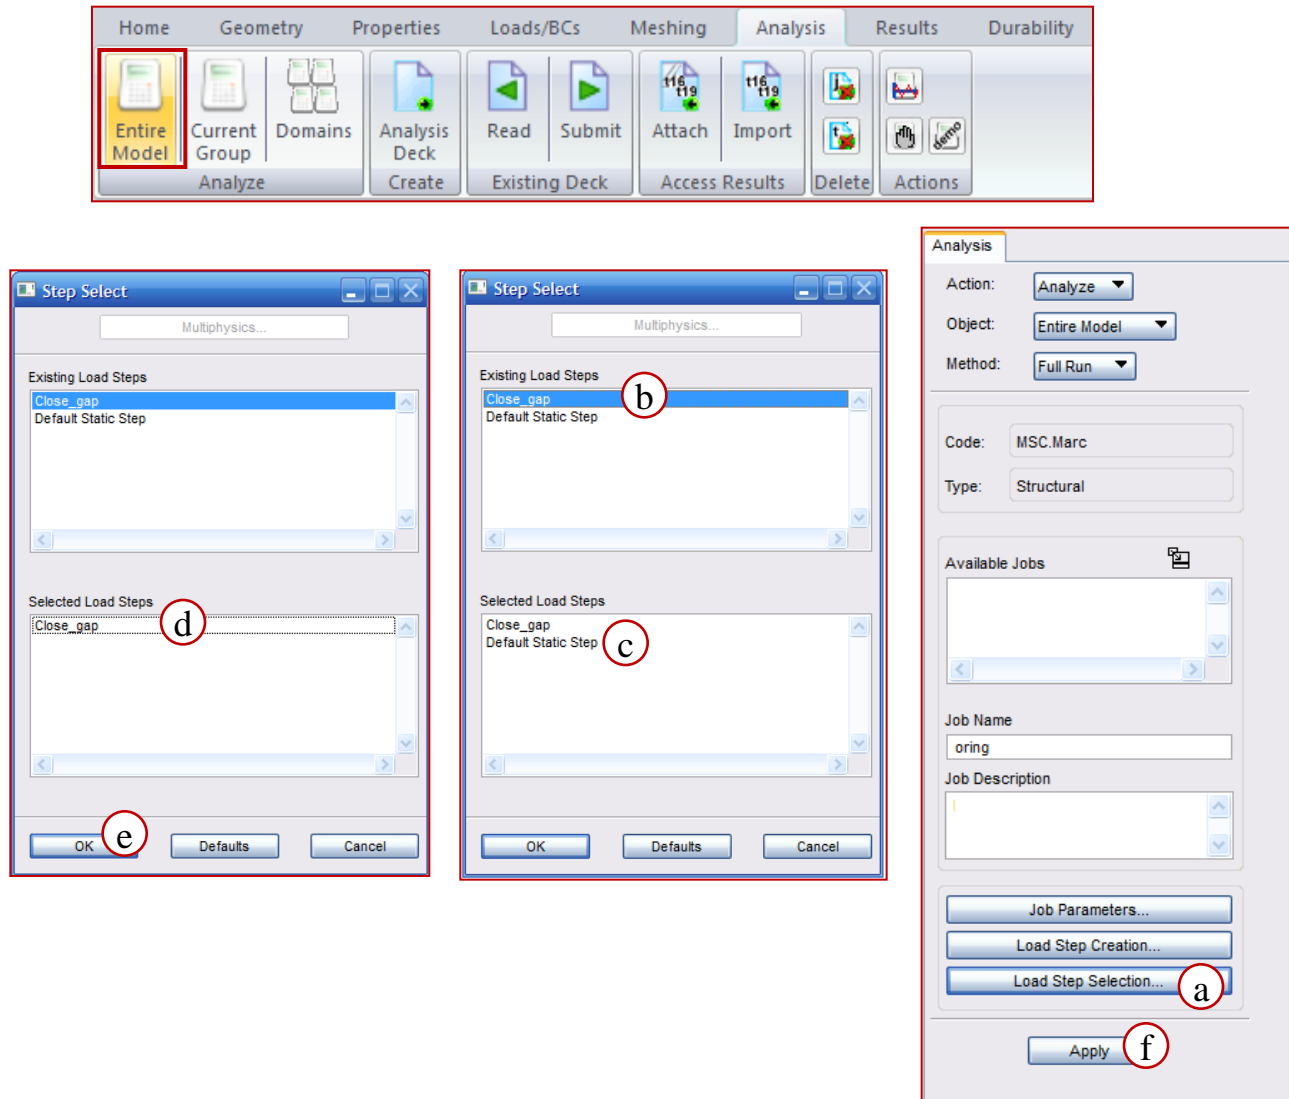 Home Geometry Properties Loads/BCs Meshing Analysis Results Durability
t16 t19 t16 t19
j
Entire Model Current Group Domains Analysis Deck Read Submit Attach Import
t demo
Analyze Create Existing Deck Access Results Delete Actions
Step Select
Multiphysics...
Existing Load Steps
Close_gap
Default Static Step
Selected Load Steps
Close_gap d
OK e Defaults Cancel
Step Select
Multiphysics...
Existing Load Steps
Close_gap b
Default Static Step
Selected Load Steps
Close_gap
Default Static Step c
OK Defaults Cancel
Analysis
Action: Analyze
Object: Entire Model
Method: Full Run
Code: MSC.Marc
Type: Structural
Available Jobs
Job Name
oring
Job Description
Job Parameters...
Load Step Creation...
Load Step Selection... a
Apply f